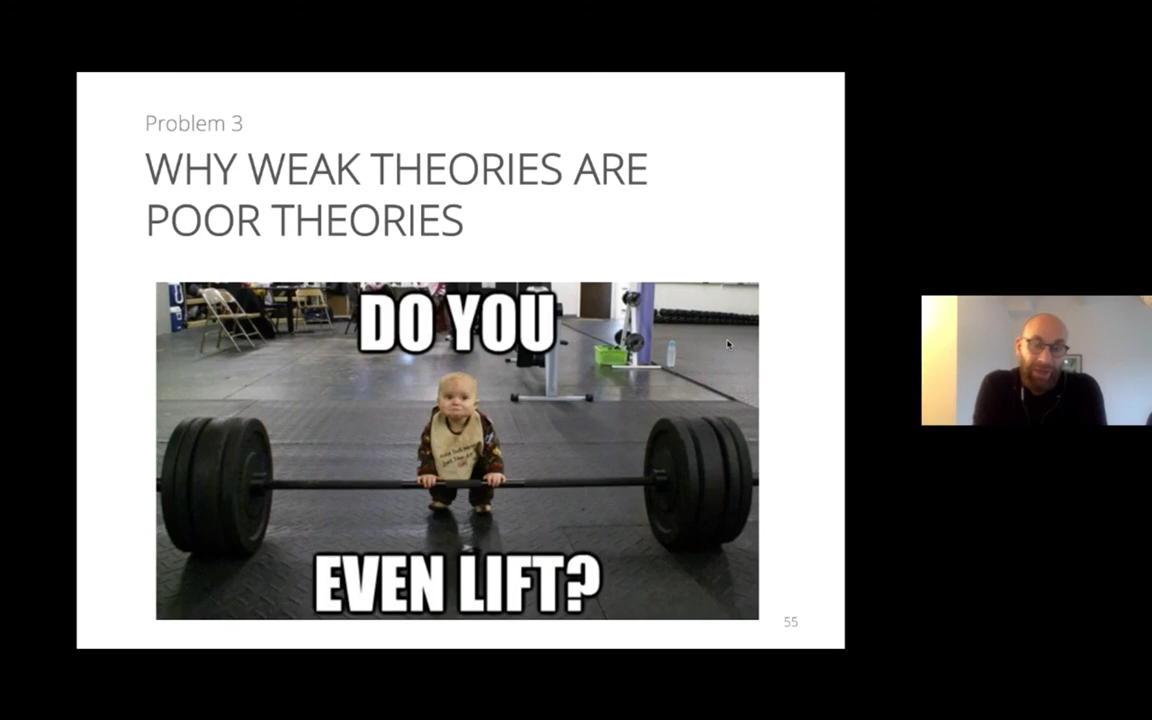 Problem 3
WHY WEAK THEORIES ARE
POOR THEORIES
DO YOU
EVEN LIFT?
55